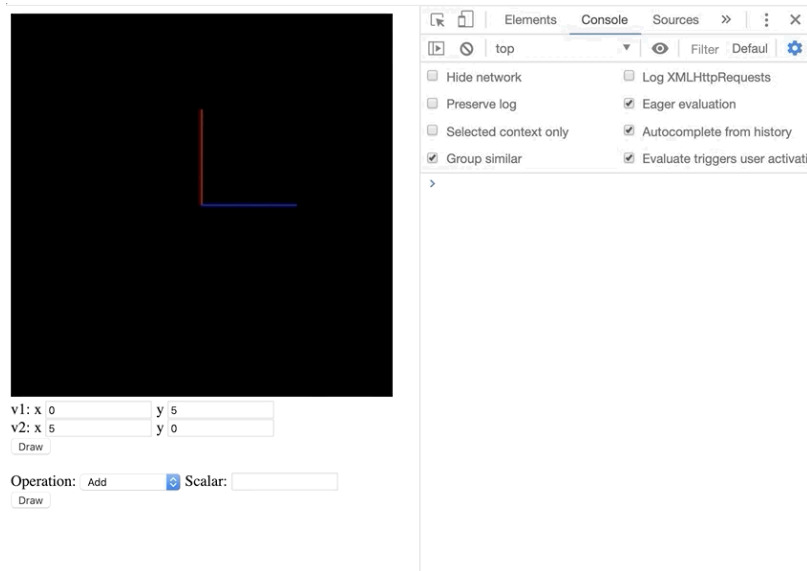 Elements Console Sources »
top Filter Defaul
Hide network Log XMLHttpRequests
Preserve log Eager evaluation
Selected context only Autocomplete from history
Group similar Evaluate triggers user activati
>
v1: x 0 y 5
v2: x 5 y 0
Draw
Operation: Add Scalar:
Draw